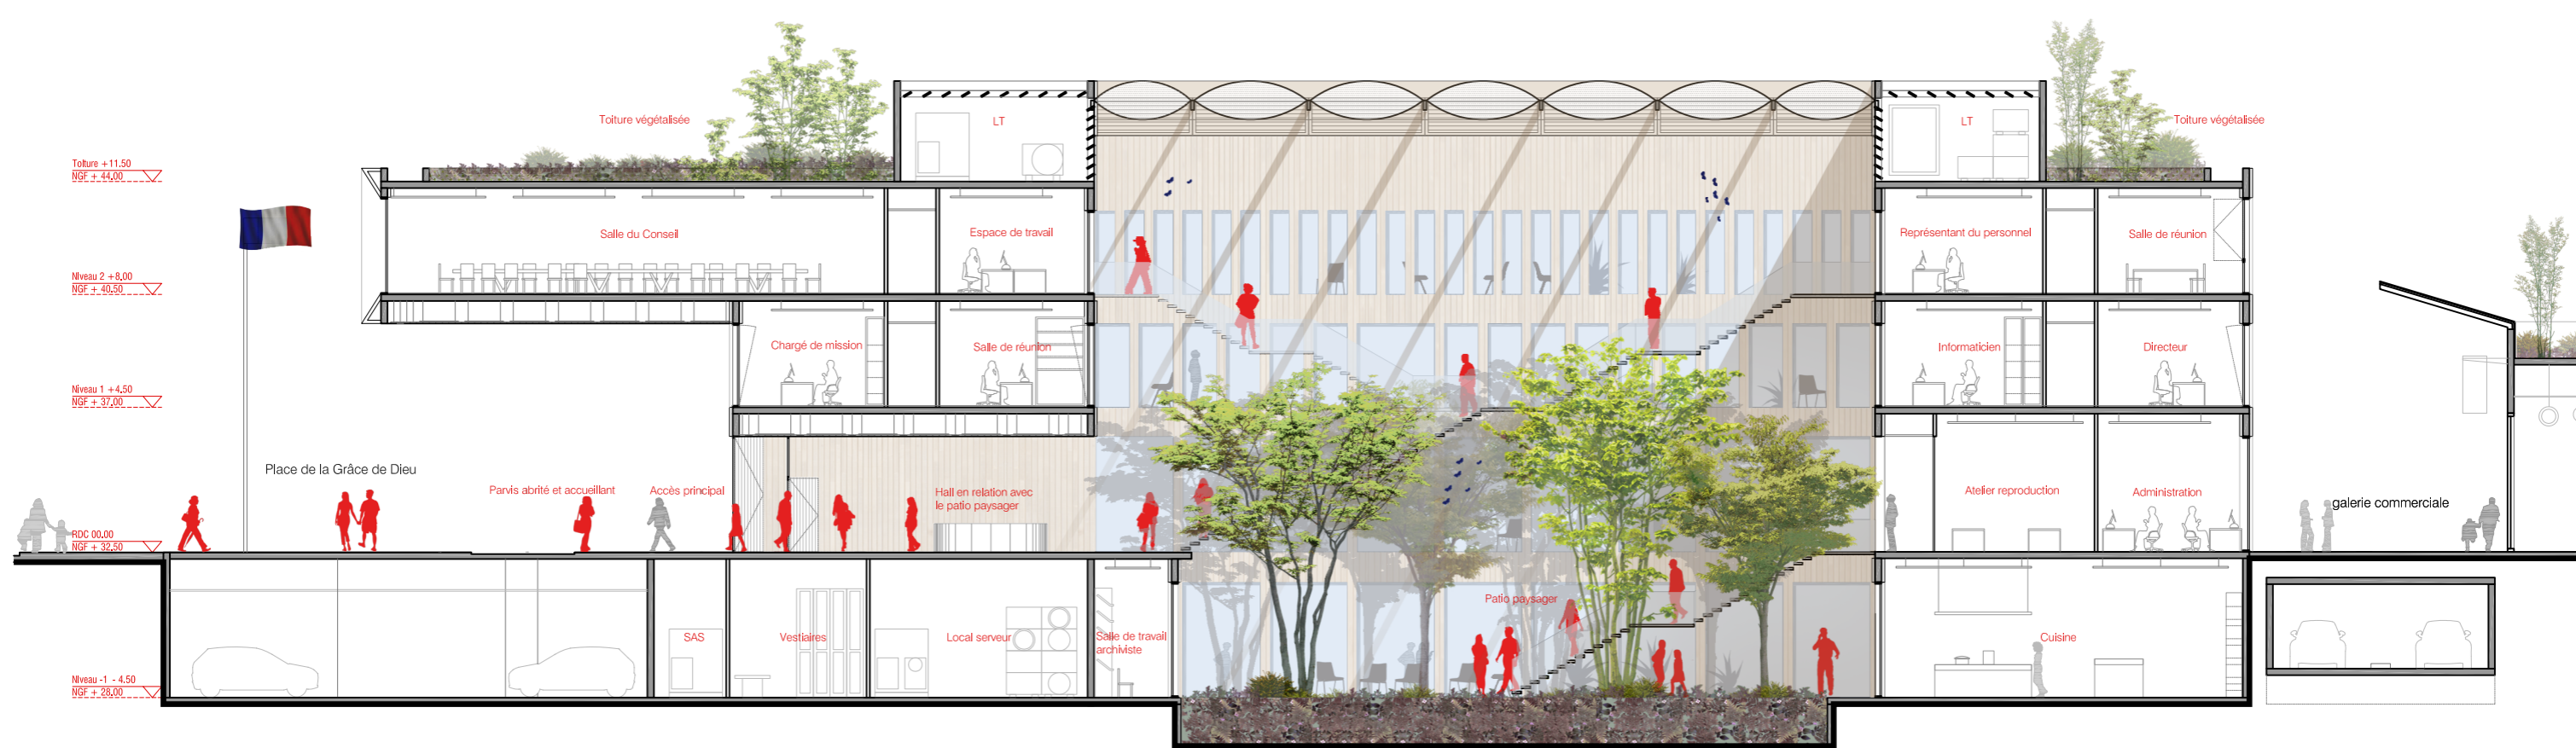 Toiture végétalisée
LT
LT
Toiture végétalisée
Toiture +11.50
NGF + 44,00
Salle du Conseil
Espace de travail
Représentant du personnel
Salle de réunion
Niveau 2 +8,00
NGF + 40,50
Chargé de mission
Salle de réunion
Informaticien
Directeur
Niveau 1 +4,50
NGF + 37,00
Place de la Grâce de Dieu
Parvis abrité et accueillant
Accès principal
Hall en relation avec
le patio paysager
Atelier reproduction
Administration
galerie commerciale
RDC 00,00
NGF + 32,50
Patio paysager
SAS
Vestiaires
Local serveur
Salle de travail
archiviste
Cuisine
Niveau -1 - 4,50
NGF + 28,00